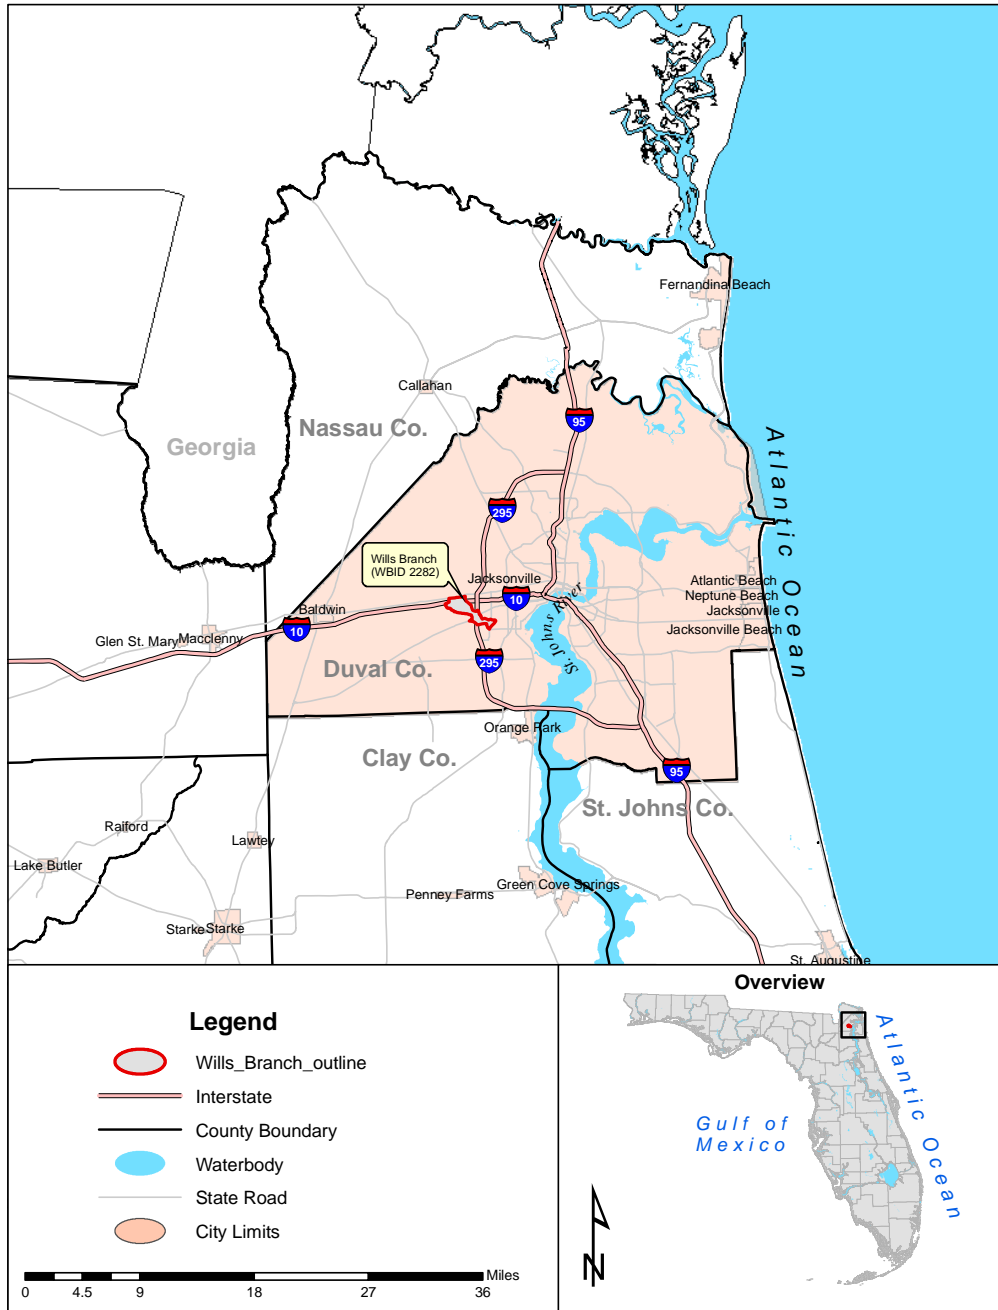 Fernandina Beach
Callahan
Nassau Co.
Georgia
95
Atlantic Ocean
295
Wills Branch
(WBID 2282)
Jacksonville
10
Atlantic Beach
Neptune Beach
Jacksonville
Jacksonville Beach
Baldwin
10
Glen St. Mary
Macclenny
St. Johns River
295
Duval Co.
Orange Park
Clay Co.
95
St. Johns Co.
Raiford
Lawtey
Lake Butler
Green Cove Springs
Penney Farms
Starke
Starke
St. Augustine
Legend
Wills_Branch_outline
Interstate
County Boundary
Waterbody
State Road
City Limits
Miles
0 4.5 9 18 27 36
Overview
Atlantic Ocean
Gulf of
Mexico
N